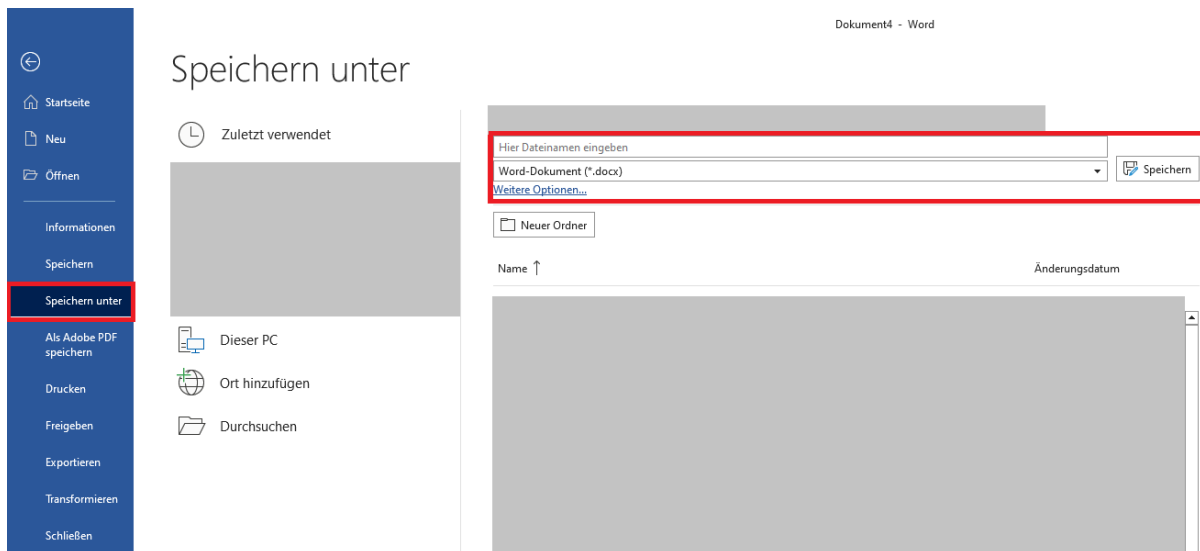 Dokument4 - Word
Startseite
Neu
Öffnen
Informationen
Speichern
Speichern unter
Als Adobe PDF
speichern
Drucken
Freigeben
Exportieren
Transformieren
Schließen
Speichern unter
Zuletzt verwendet
Dieser PC
Ort hinzufügen
Durchsuchen
Hier Dateinamen eingeben
Word-Dokument (*.docx)
Speichern
Weitere Optionen...
Neuer Ordner
Name ↑ Änderungsdatum